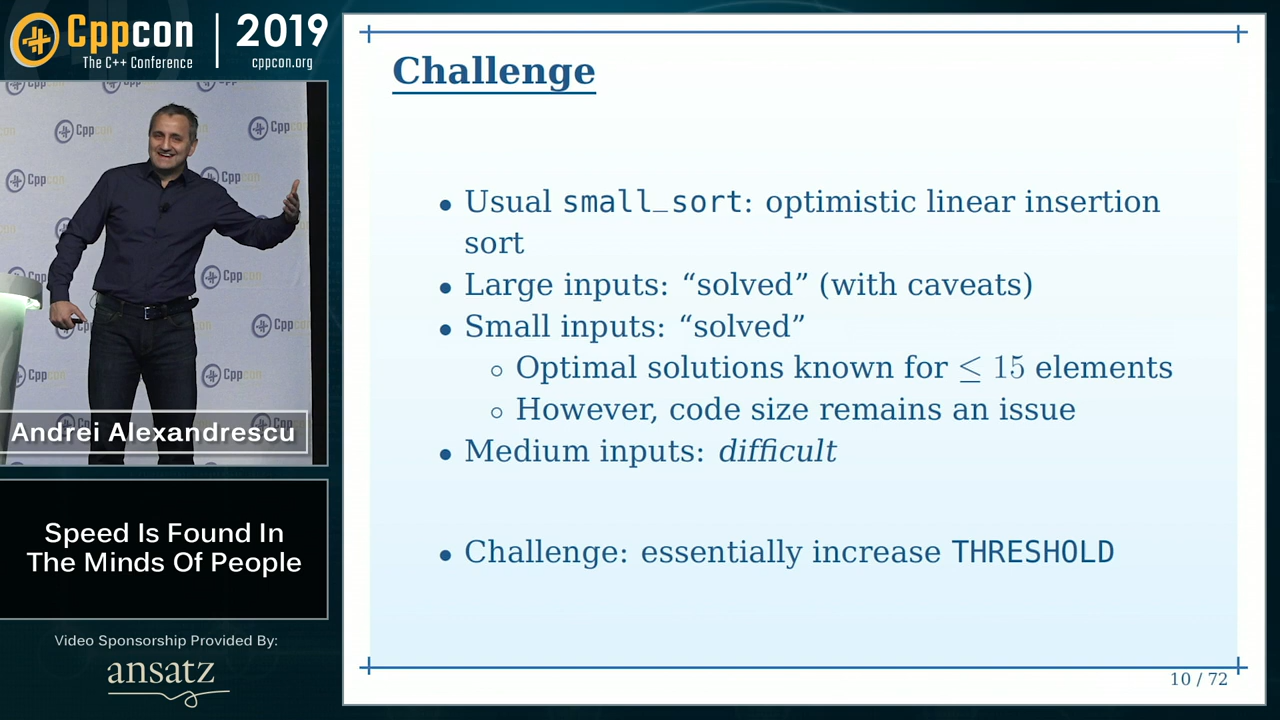 Cppcon | 2019
The C++ Conference
cppcon.org
Challenge
• Usual small_sort: optimistic linear insertion
sort
• Large inputs: “solved” (with caveats)
• Small inputs: “solved”
◦ Optimal solutions known for ≤ 15 elements
◦ However, code size remains an issue
• Medium inputs: difficult
• Challenge: essentially increase THRESHOLD
10 / 72
Andrei Alexandrescu
Speed Is Found In
The Minds Of People
Video Sponsorship Provided By:
ansatz